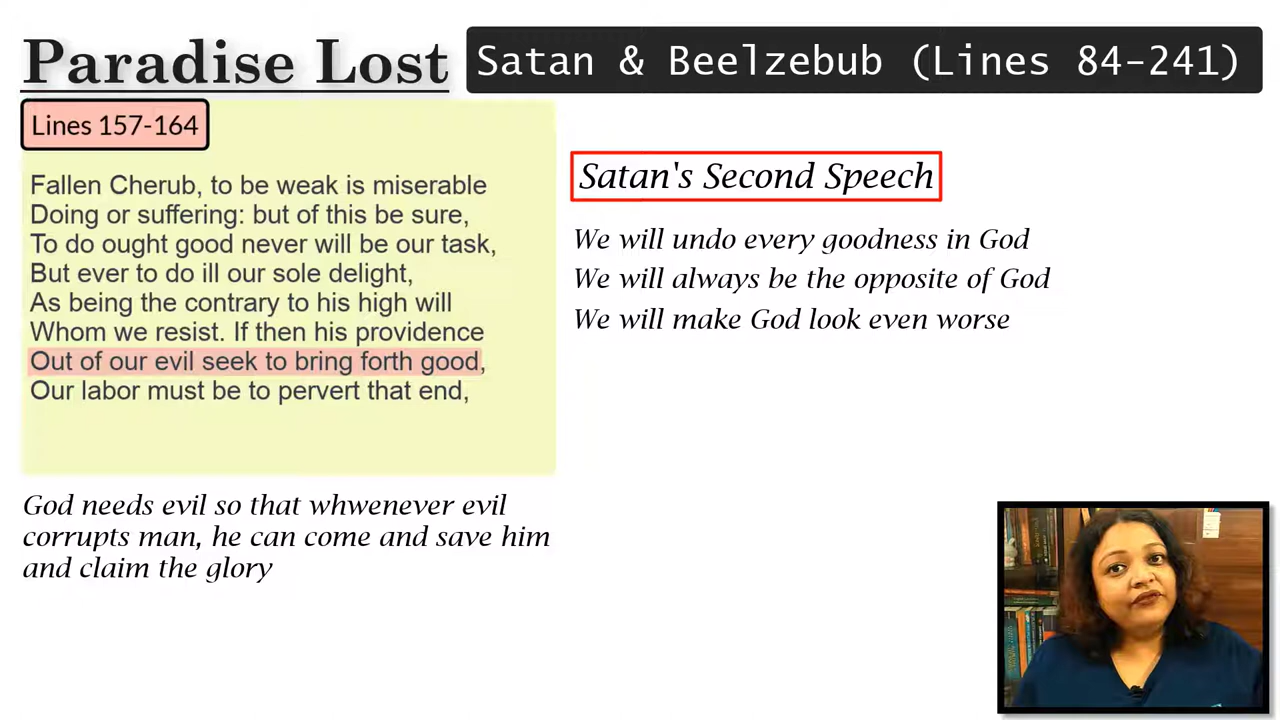 Paradise Lost
Satan & Beelzebub (Lines 84-241)
Lines 157-164
Fallen Cherub, to be weak is miserable
Doing or suffering: but of this be sure,
To do ought good never will be our task,
But ever to do ill our sole delight,
As being the contrary to his high will
Whom we resist. If then his providence
Out of our evil seek to bring forth good,
Our labor must be to pervert that end,
Satan's Second Speech
We will undo every goodness in God
We will always be the opposite of God
We will make God look even worse
God needs evil so that whwenever evil
corrupts man, he can come and save him
and claim the glory